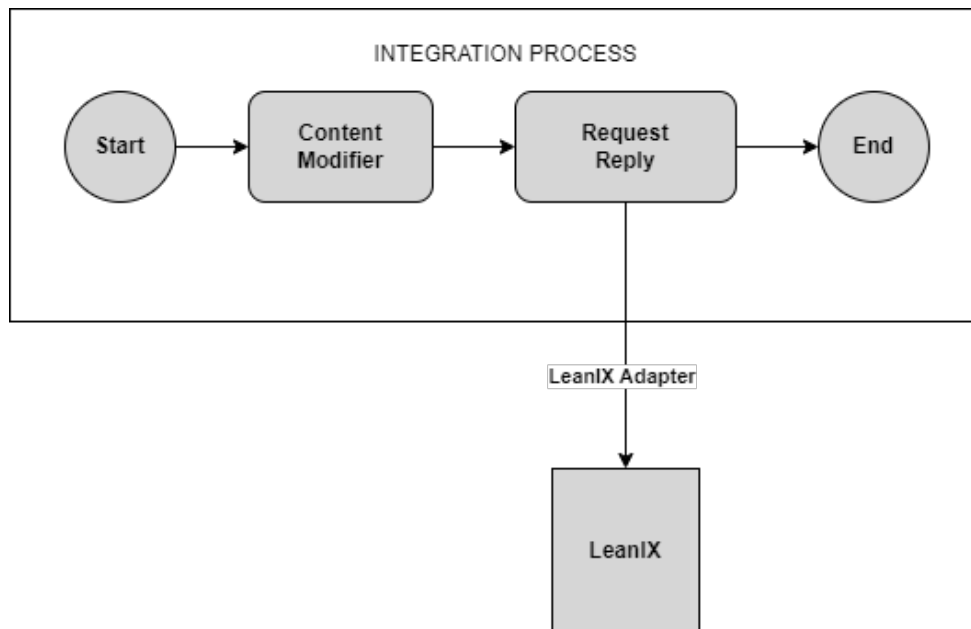 INTEGRATION PROCESS
Start
Content
Modifier
Request
Reply
End
LeanIX Adapter
LeanIX